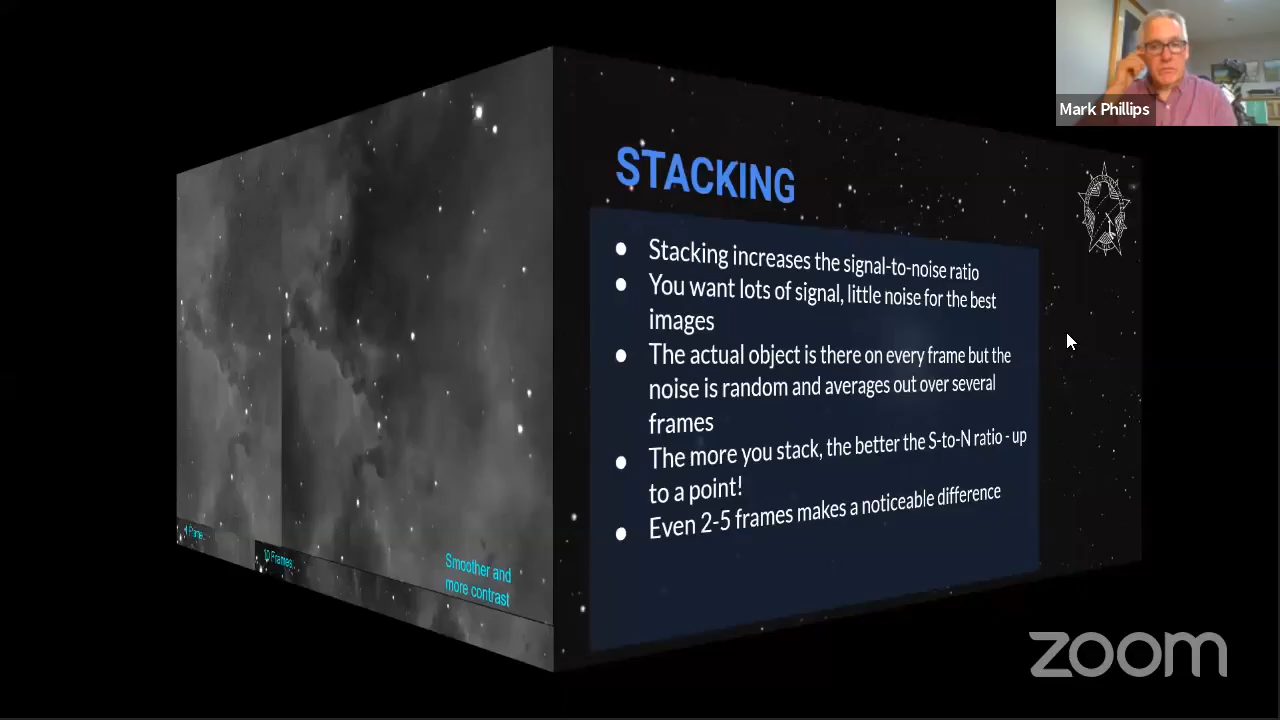 Mark Phillips
STACKING
● Stacking increases the signal-to-noise ratio
● You want lots of signal, little noise for the best
images
● The actual object is there on every frame but the
noise is random and averages out over several
frames
● The more you stack, the better the S-to-N ratio - up
to a point!
● Even 2-5 frames makes a noticeable difference
10 Frames
Smoother and
more contrast
zoom